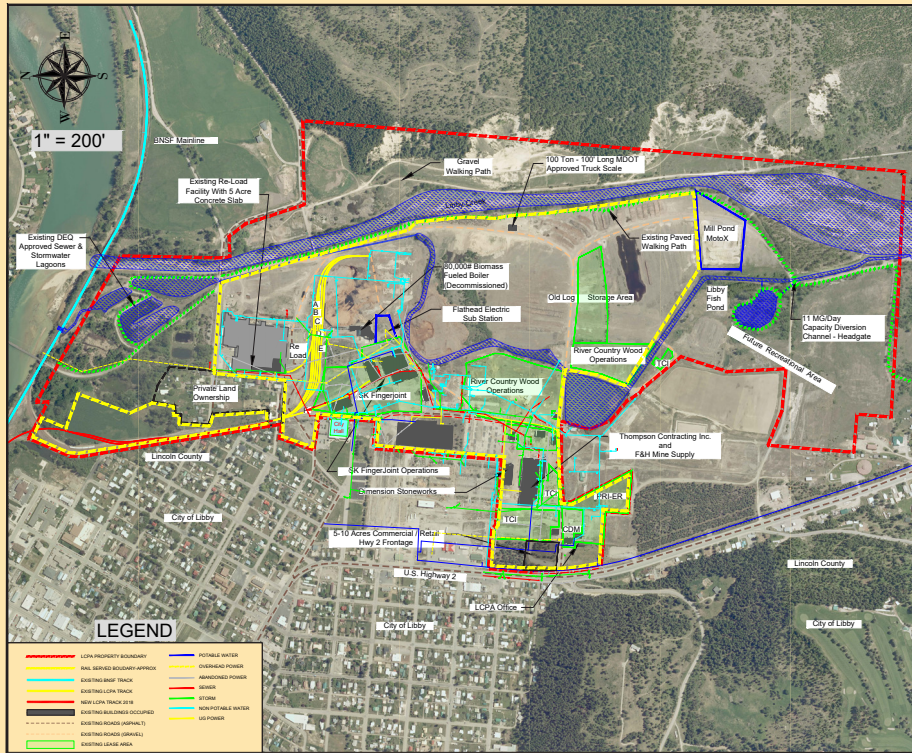 E
N
S
W
1" = 200'
BNSF Mainline
Gravel
Walking Path
100 Ton - 100' Long MDOT
Approved Truck Scale
Existing Re-Load
Facility With 5 Acre
Concrete Slab
Libby Creek
Existing DEQ
Approved Sewer &
Stormwater
Lagoons
Existing Paved
Walking Path
Mill Pond
MotoX
80,000# Biomass
Fueled Boiler
(Decommissioned)
Old Log Storage Area
Libby
Fish
Pond
A
B
C
D
E
Flathead Electric
Sub Station
11 MG/Day
Capacity Diversion
Channel - Headgate
Re
Load
River Country Wood
Operations
TCI
Future Recreational Area
Private Land
Ownership
SK Fingerjoint
River Country Wood
Operations
City
Hall
Thompson Contracting Inc.
and
F&H Mine Supply
Lincoln County
SK FingerJoint Operations
Dimension Stoneworks
TCI
PRI-ER
City of Libby
TCI
CDM
5-10 Acres Commercial / Retail
Hwy 2 Frontage
U.S. Highway 2
Lincoln County
LCPA Office
City of Libby
City of Libby
LEGEND
LCPA PROPERTY BOUNDARY
RAIL SERVED BOUDARY-APPROX
EXISTING BNSF TRACK
EXISTING LCPA TRACK
NEW LCPA TRACK 2018
EXISTING BUILDINGS OCCUPIED
EXISTING ROADS (ASPHALT)
EXISTING ROADS (GRAVEL)
EXISTING LEASE AREA
POTABLE WATER
OVERHEAD POWER
ABANDONED POWER
SEWER
STORM
NON POTABLE WATER
UG POWER